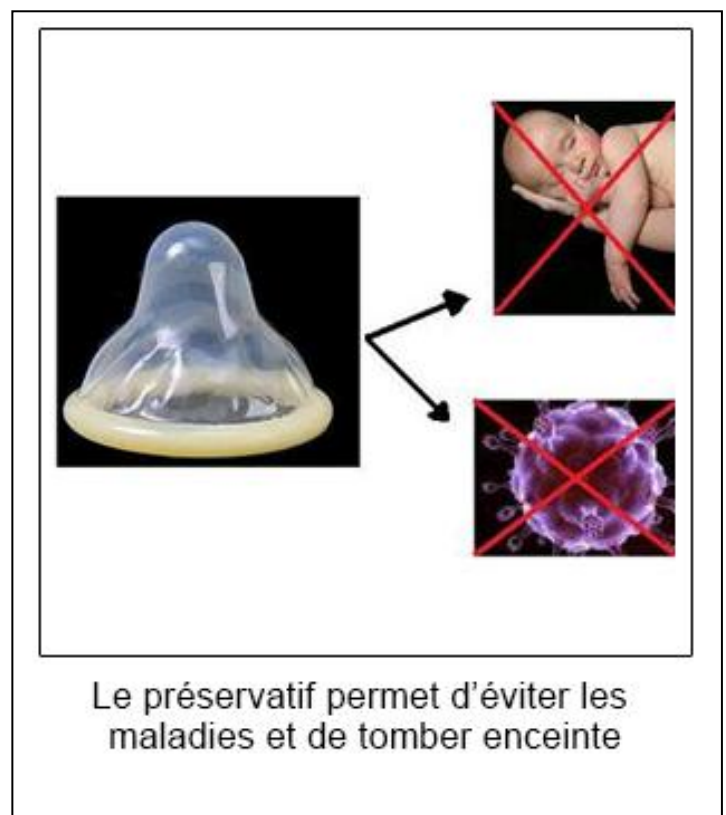 Le préservatif permet d’éviter les
maladies et de tomber enceinte